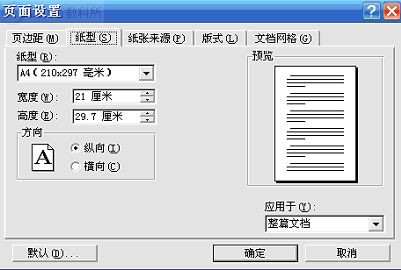 页面设置
页边距(M) 纸型(S) 纸张来源(P) 版式(L) 文档网格(G)
纸型(R): 预览
A4(210x297 毫米)
宽度(W): 21 厘米
高度(E): 29.7 厘米
方向
A 纵向(I)
横向(C)
应用于(Y):
整篇文档
默认(D)... 确定 取消